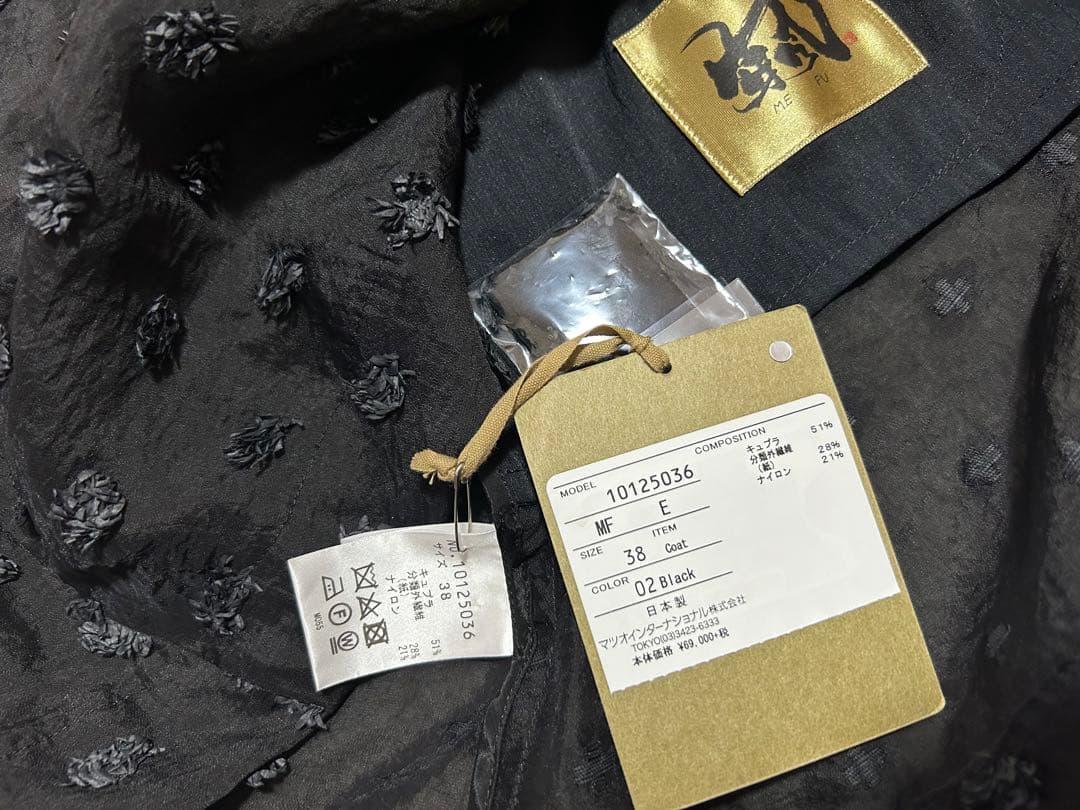 ME FU
COMPOSITION
キュプラ 51%
分類外繊維 28%
(紙)
ナイロン 21%
MODEL 10125036
MF E
ITEM
SIZE 38 Coat
COLOR 02 Black
日本製
マツオインターナショナル株式会社
TOKYO(03)3423-6333
本体価格 ¥69,000+税
NO.10125036
サイズ 38
キュプラ 51%
分類外繊維 28%
(紙)
ナイロン 21%
F
W
W055